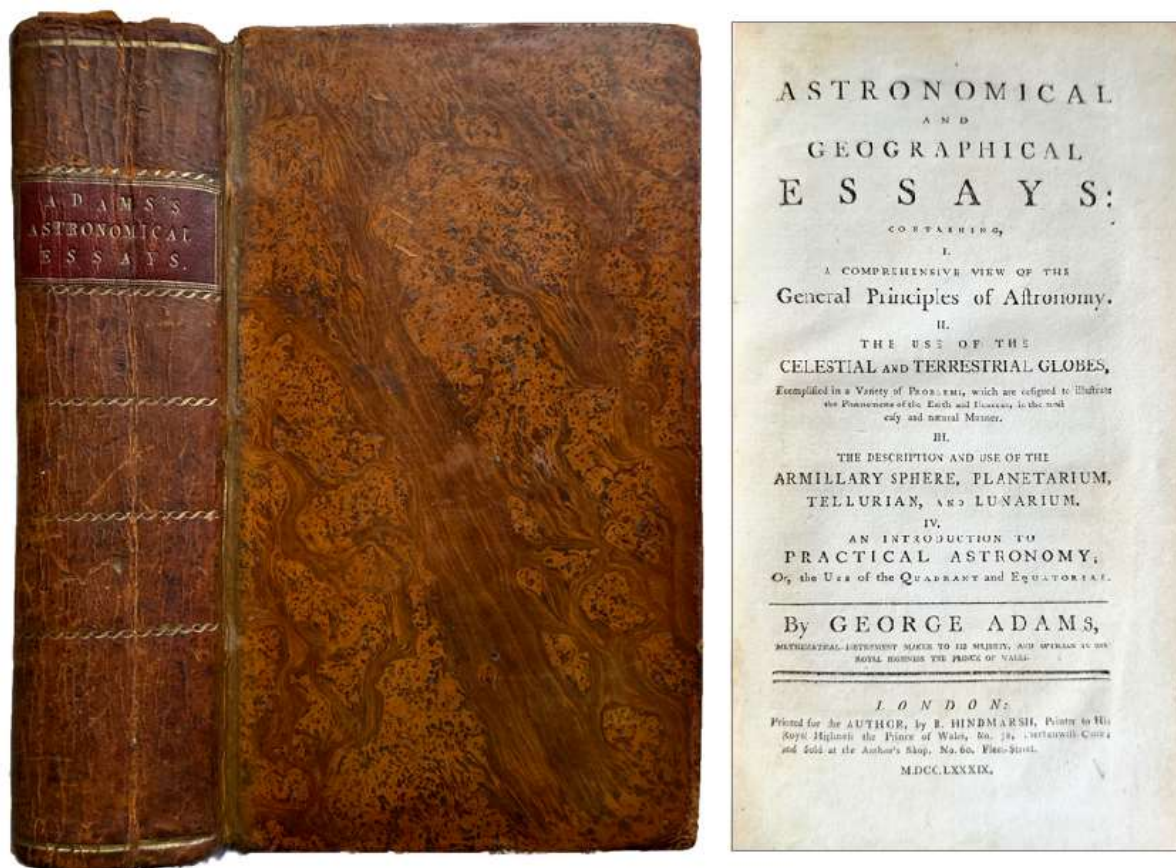 ADAMS'S
ASTRONOMICAL
ESSAYS.
ASTRONOMICAL
AND
GEOGRAPHICAL
ESSAYS:
CONTAINING,
I.
A COMPREHENSIVE VIEW OF THE
General Principles of Aſtronomy.
II.
THE USE OF THE
CELESTIAL AND TERRESTRIAL GLOBES,
Exemplified in a Variety of PROBLEMS, which are deſigned to illuſtrate
the Phænomena of the Earth and Heavens, in the moſt
eaſy and natural Manner.
III.
THE DESCRIPTION AND USE OF THE
ARMILLARY SPHERE, PLANETARIUM,
TELLURIAN, AND LUNARIUM.
IV.
AN INTRODUCTION TO
PRACTICAL ASTRONOMY;
Or, the USE of the QUADRANT and EQUATORIAL.
By GEORGE ADAMS,
MATHEMATICAL INSTRUMENT MAKER TO HIS MAJESTY, AND OPTICIAN TO HIS
ROYAL HIGHNESS THE PRINCE OF WALES.
LONDON:
Printed for the AUTHOR, by R. HINDMARSH, Printer to His
Royal Highneſs the Prince of Wales, No. 32, Clerkenwell-Cloſe;
and Sold at the Author's Shop, No. 60, Fleet-Street.
M.DCC.LXXXIX.